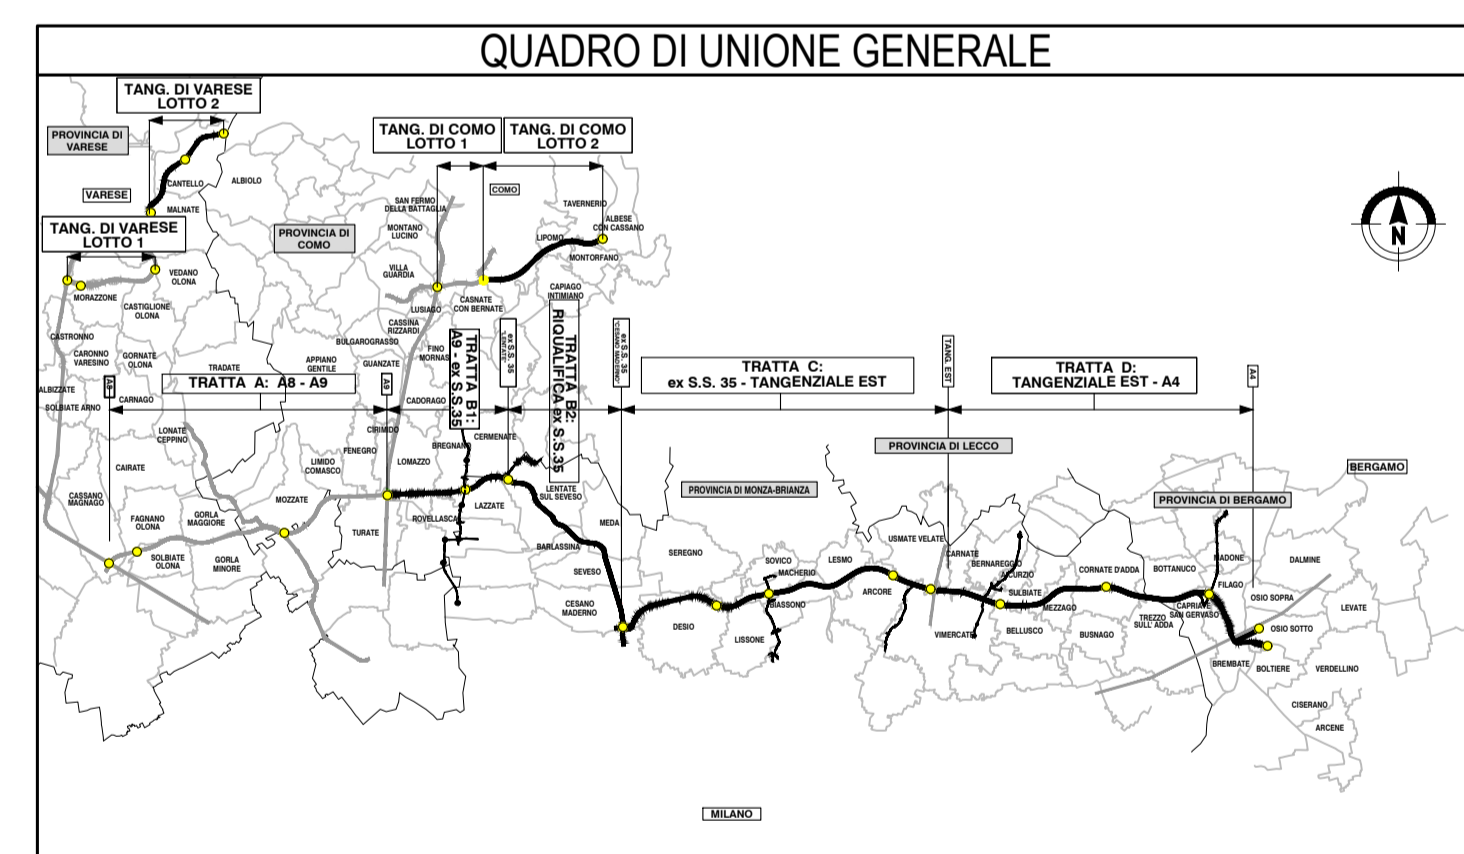 QUADRO DI UNIONE GENERALE
TANG. DI VARESE
LOTTO 2
PROVINCIA DI
VARESE
TANG. DI COMO
LOTTO 1
TANG. DI COMO
LOTTO 2
CANTELLO
ALBIOLO
VARESE
MALNATE
COMO
SAN FERMO
DELLA BATTAGLIA
TAVERNERIO
ALBESE
CON CASSANO
TANG. DI VARESE
LOTTO 1
PROVINCIA DI
COMO
MONTANO
LUCINO
LIPOMO
MONTORFANO
N
VEDANO
OLONA
VILLA
GUARDIA
MORAZZONE
CASTIGLIONE
OLONA
CAPIAGO
INTIMIANO
CASNATE
CON BERNATE
LUSIAGO
CASSINA
RIZZARDI
CASTRONNO
BULGAROGRASSO
CARONNO
VARESINO
GORNATE
OLONA
TRADATE
APPIANO
GENTILE
GUANZATE
FINO
MORNAS
ALBIZZATE
SOLBIATE ARNO
A8
CARNAGO
TRATTA A: A8 - A9
A9
CADORAGO
TRATTA B1:
A9 - ex S.S.35
ex S.S. 35
"LENTATE"
TRATTA B2:
RIQUALIFICA ex S.S.35
ex S.S. 35
"CESANO MADERNO"
TRATTA C:
ex S.S. 35 - TANGENZIALE EST
TANG. EST
TRATTA D:
TANGENZIALE EST - A4
A4
LONATE
CEPPINO
CIRIMIDO
BREGNANO
CERMENATE
FENEGRO
LIMIDO
COMASCO
LOMAZZO
CAIRATE
PROVINCIA DI LECCO
BERGAMO
CASSANO
MAGNAGO
MOZZATE
LENTATE
SUL SEVESO
PROVINCIA DI MONZA-BRIANZA
PROVINCIA DI BERGAMO
FAGNANO
OLONA
GORLA
MAGGIORE
TURATE
ROVELLASCA
LAZZATE
MEDA
SOLBIATE
OLONA
GORLA
MINORE
BARLASSINA
SEVESO
SEREGNO
SOVICO
MACHERIO
LESMO
USMATE VELATE
CARNATE
BERNAREGGIO
AICURZIO
SULBIATE
MEZZAGO
CORNATE D'ADDA
BOTTANUCO
MADONE
FILAGO
DALMINE
OSIO SOPRA
CESANO
MADERNO
DESIO
LISSONE
BIASSONO
ARCORE
VIMERCATE
BELLUSCO
BUSNAGO
TREZZO
SULL' ADDA
CAPRIATE
SAN GERVASO
OSIO SOTTO
LEVATE
BREMBATE
BOLTIERE
VERDELLINO
CISERANO
ARCENE
MILANO